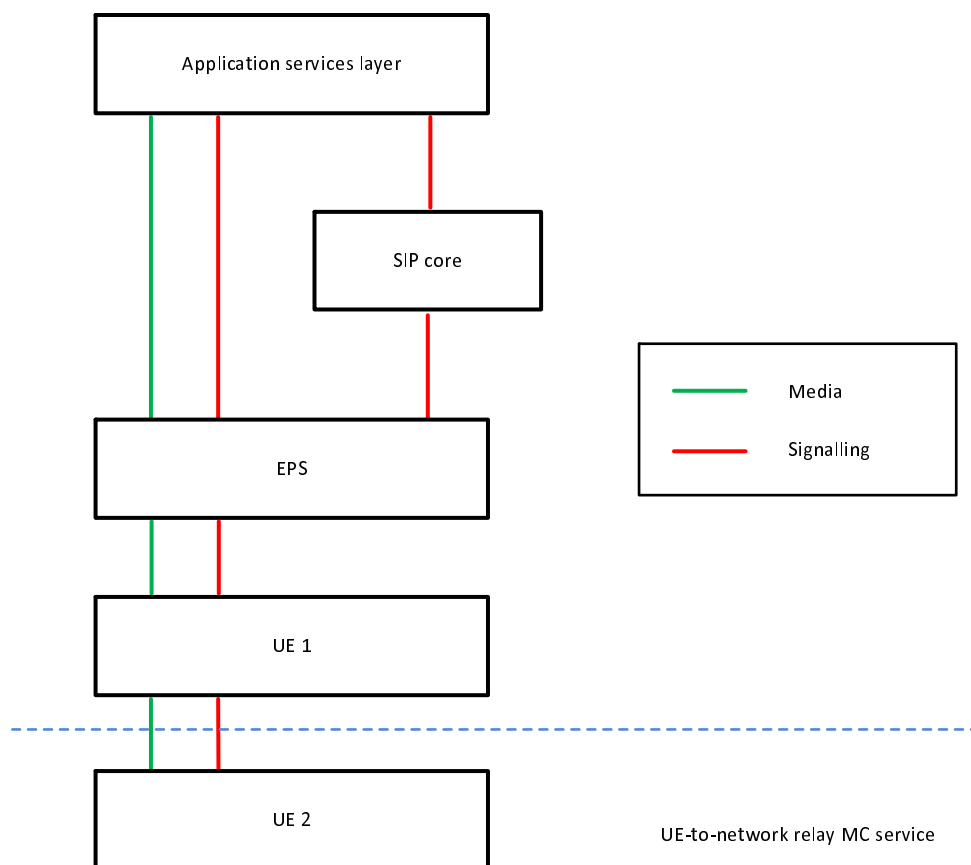 Application services layer
SIP core
Media
EPS
Signalling
UE 1
UE 2
UE-to-network relay MC service